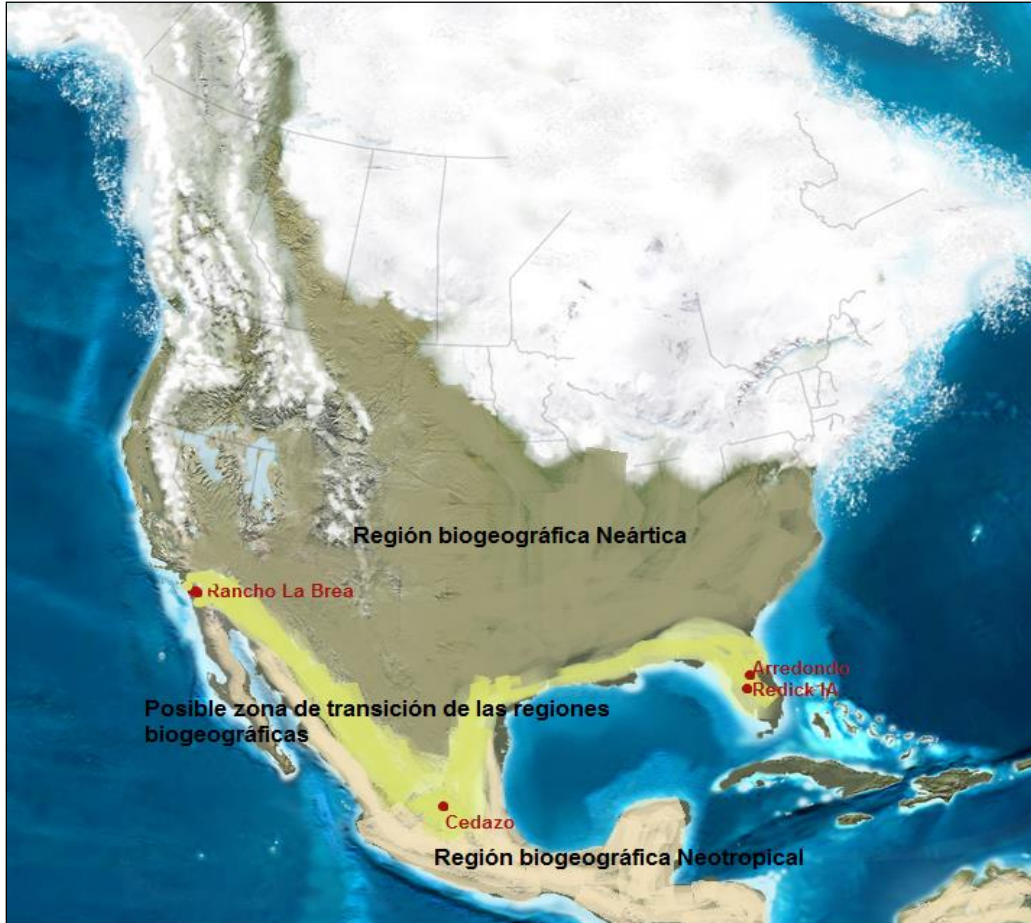 Región biogeográfica Neártica
Rancho La Brea
Arredondo
Redick IA
Posible zona de transición de las regiones
biogeográficas
Cedazo
Región biogeográfica Neotropical